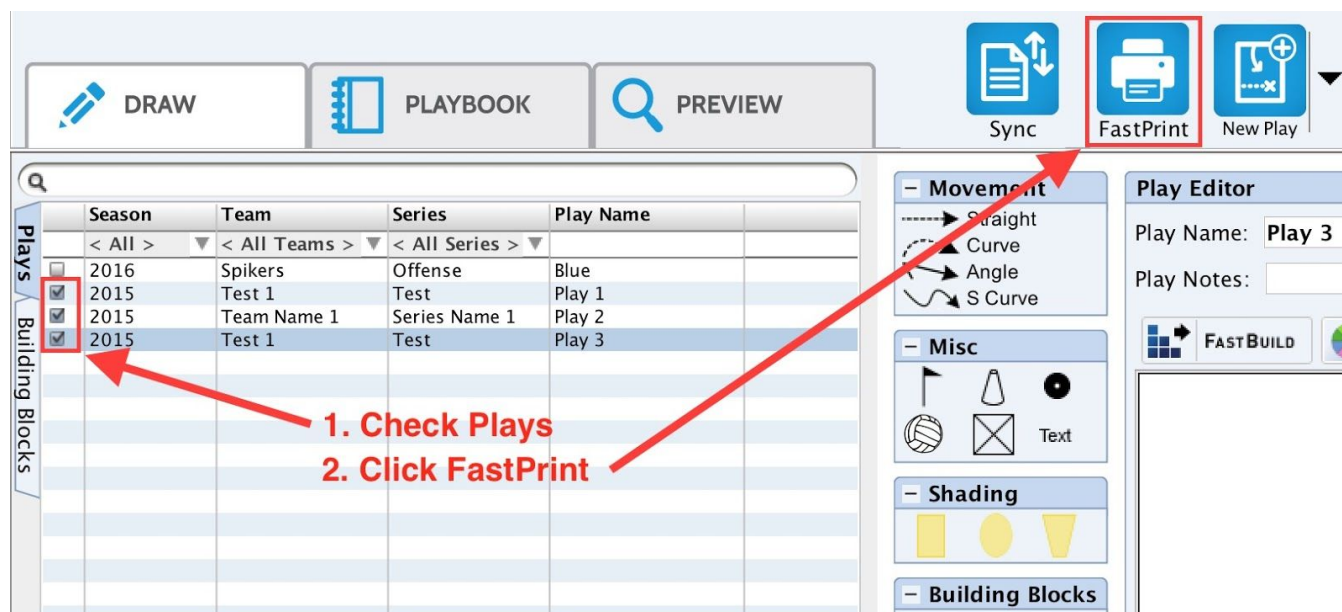 DRAW
PLAYBOOK
PREVIEW
Sync
FastPrint
New Play
Plays
Building Blocks
Season Team Series Play Name
< All > < All Teams > < All Series >
2016 Spikers Offense Blue
2015 Test 1 Test Play 1
2015 Team Name 1 Series Name 1 Play 2
2015 Test 1 Test Play 3
1. Check Plays
2. Click FastPrint
− Movement
Straight
Curve
Angle
S Curve
− Misc
Text
− Shading
− Building Blocks
Play Editor
Play Name: Play 3
Play Notes:
FASTBUILD